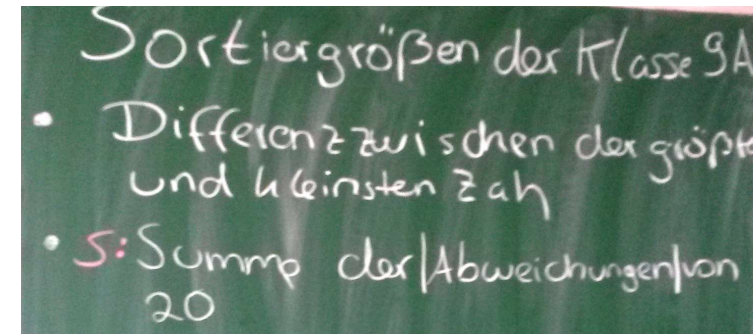 Sortiergrößen der Klasse 9A
• Differenz zwischen der größte
und kleinsten Zah
• S: Summe der |Abweichungen| von
20